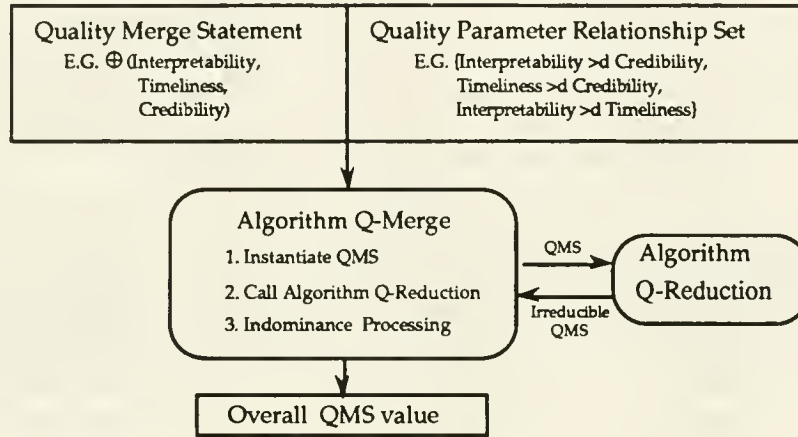 Quality Merge Statement
E.G. ⊕ (Interpretability,
Timeliness,
Credibility)
Quality Parameter Relationship Set
E.G. {Interpretability >d Credibility,
Timeliness >d Credibility,
Interpretability >d Timeliness}
Algorithm Q-Merge
1. Instantiate QMS
2. Call Algorithm Q-Reduction
3. Indominance Processing
QMS
Irreducible
QMS
Algorithm
Q-Reduction
Overall QMS value